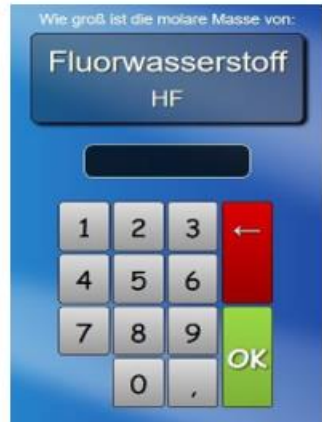 Wie groß ist die molare Masse von:
Fluorwasserstoff
HF
1 2 3 ←
4 5 6
7 8 9 OK
0 ,